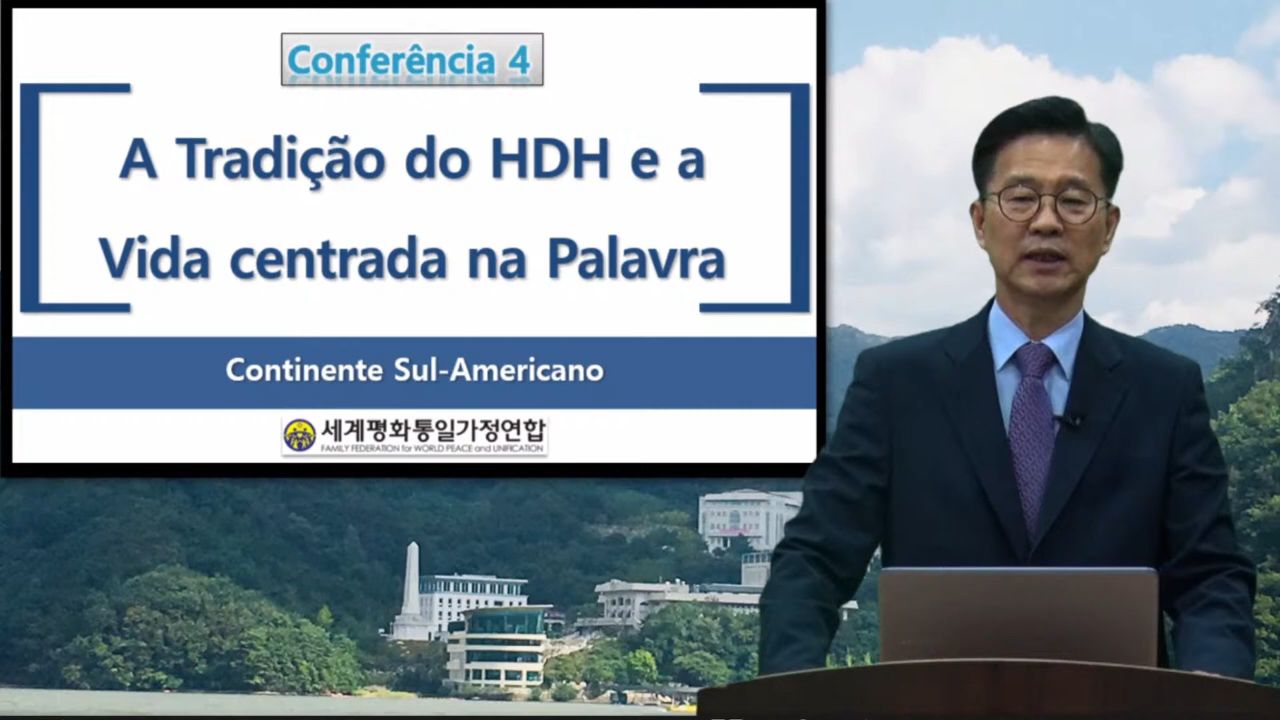 Conferência 4
A Tradição do HDH e a
Vida centrada na Palavra
Continente Sul-Americano
세계평화통일가정연합
FAMILY FEDERATION for WORLD PEACE and UNIFICATION